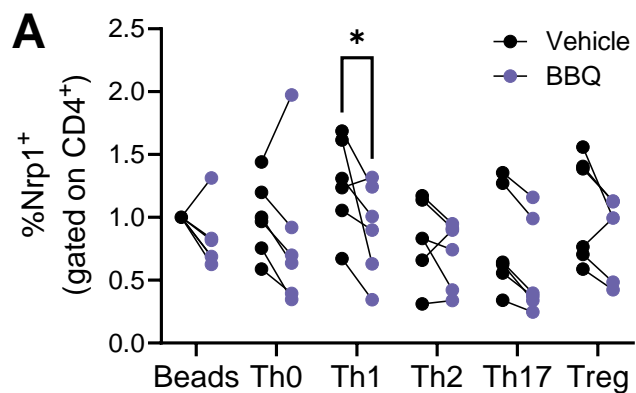 A
%Nrp1⁺
(gated on CD4⁺)
2.5
2.0
1.5
1.0
0.5
0.0
*
Vehicle
BBQ
Beads Th0 Th1 Th2 Th17 Treg